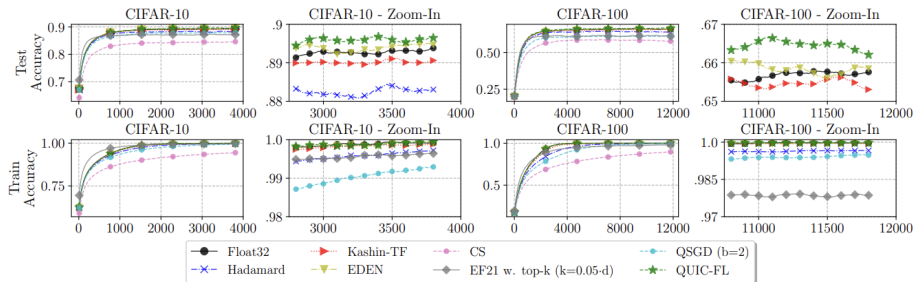 CIFAR-10
CIFAR-10 - Zoom-In
CIFAR-100
CIFAR-100 - Zoom-In
Test
Accuracy
0.9
0.8
0.7
.9
.89
.88
0.50
0.25
.67
.66
.65
0 1000 2000 3000 4000
3000 3500 4000
0 4000 8000 12000
11000 11500 12000
CIFAR-10
CIFAR-10 - Zoom-In
CIFAR-100
CIFAR-100 - Zoom-In
Train
Accuracy
1.00
0.75
1.0
.99
.98
1.0
0.5
1.0
.985
.97
0 1000 2000 3000 4000
3000 3500 4000
0 4000 8000 12000
11000 11500 12000
Float32 Kashin-TF CS QSGD (b=2)
Hadamard EDEN EF21 w. top-k (k=0.05·d) QUIC-FL